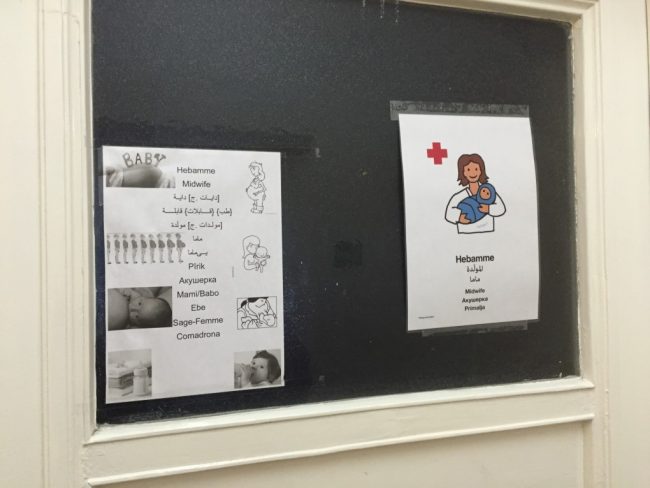 BABY
Hebamme
Midwife
داية [دايات ج.]
قابلة (قابلات) (طب)
مولدة [مولدات ج.]
ماما
Pîrik
Акушерка
Mami/Babo
Ebe
Sage-Femme
Comadrona
Hebamme
المولدة
ماما
Midwife
Акушерка
Primalja